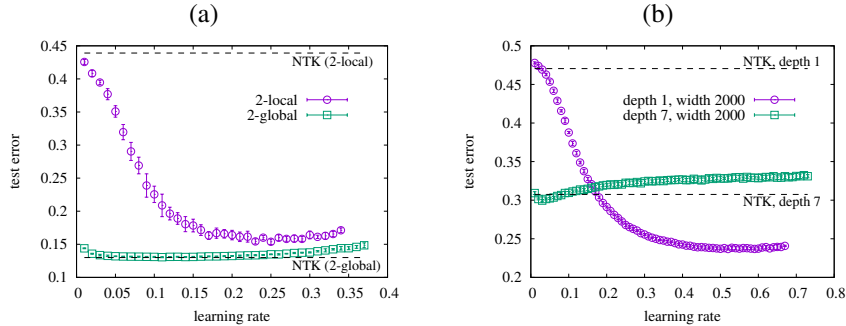 (a)
0.45
0.4
0.35
0.3
0.25
0.2
0.15
0.1
0
0.05
0.1
0.15
0.2
0.25
0.3
0.35
0.4
test error
learning rate
NTK (2-local)
2-local
2-global
NTK (2-global)
(b)
0.5
0.45
0.4
0.35
0.3
0.25
0.2
0
0.1
0.2
0.3
0.4
0.5
0.6
0.7
0.8
test error
learning rate
NTK, depth 1
depth 1, width 2000
depth 7, width 2000
NTK, depth 7